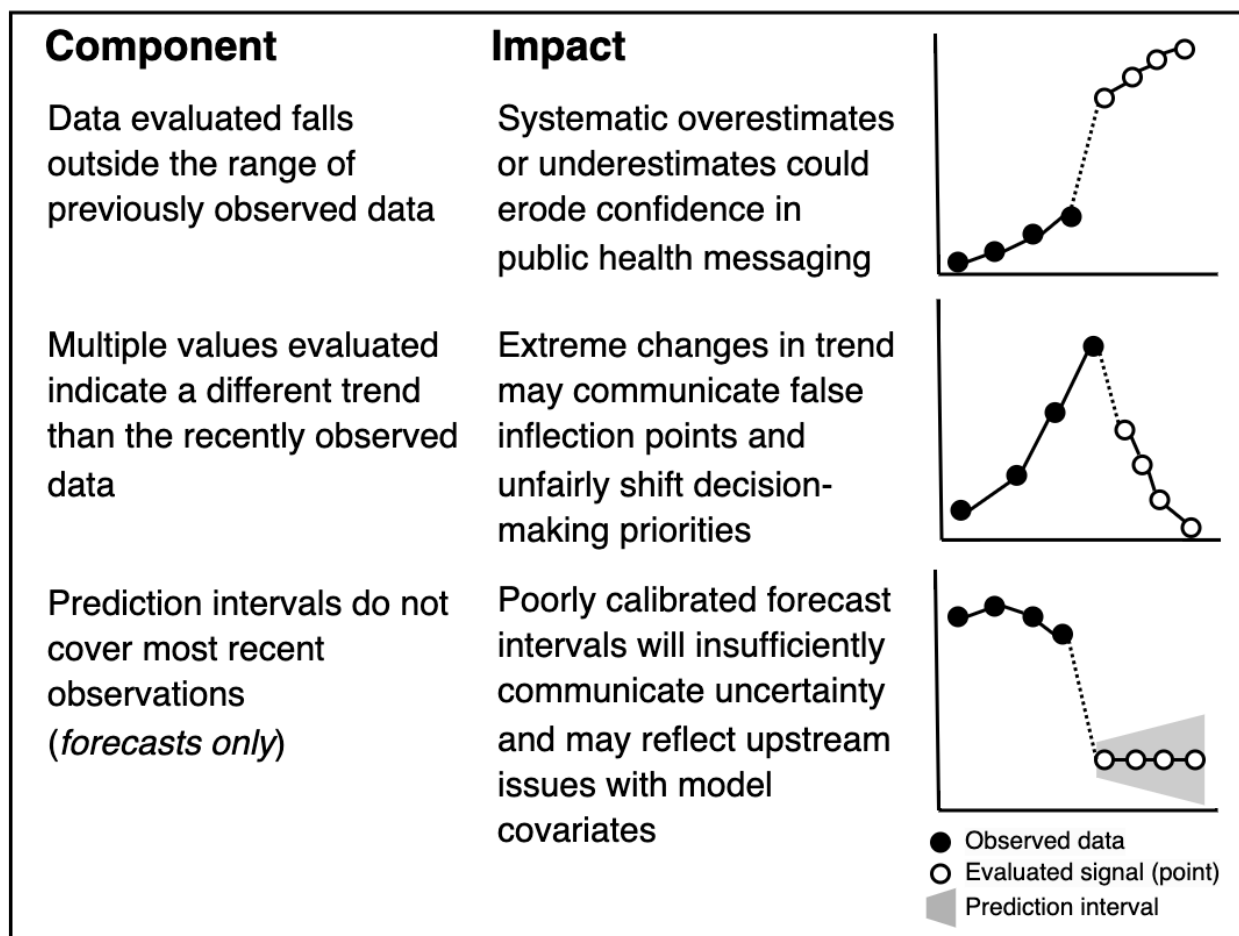 Component
Impact
Data evaluated falls
outside the range of
previously observed data
Systematic overestimates
or underestimates could
erode confidence in
public health messaging
Multiple values evaluated
indicate a different trend
than the recently observed
data
Extreme changes in trend
may communicate false
inflection points and
unfairly shift decision-
making priorities
Prediction intervals do not
cover most recent
observations
(forecasts only)
Poorly calibrated forecast
intervals will insufficiently
communicate uncertainty
and may reflect upstream
issues with model
covariates
Observed data
Evaluated signal (point)
Prediction interval